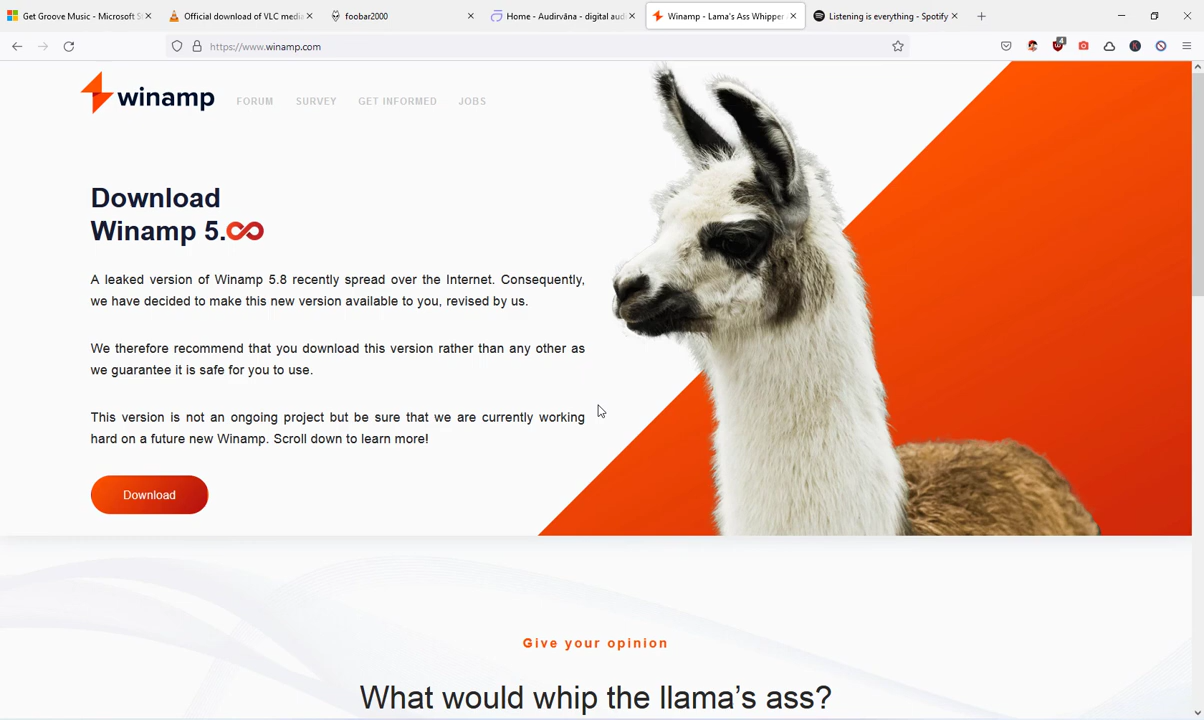 Get Groove Music - Microsoft St
Official download of VLC medi
foobar2000
Home - Audirvāna - digital aud
Winamp - Lama's Ass Whipper
Listening is everything - Spotify
https://www.winamp.com
4
winamp
FORUM
SURVEY
GET INFORMED
JOBS
Download
Winamp 5.∞
A leaked version of Winamp 5.8 recently spread over the Internet. Consequently,
we have decided to make this new version available to you, revised by us.
We therefore recommend that you download this version rather than any other as
we guarantee it is safe for you to use.
This version is not an ongoing project but be sure that we are currently working
hard on a future new Winamp. Scroll down to learn more!
Download
Give your opinion
What would whip the llama's ass?